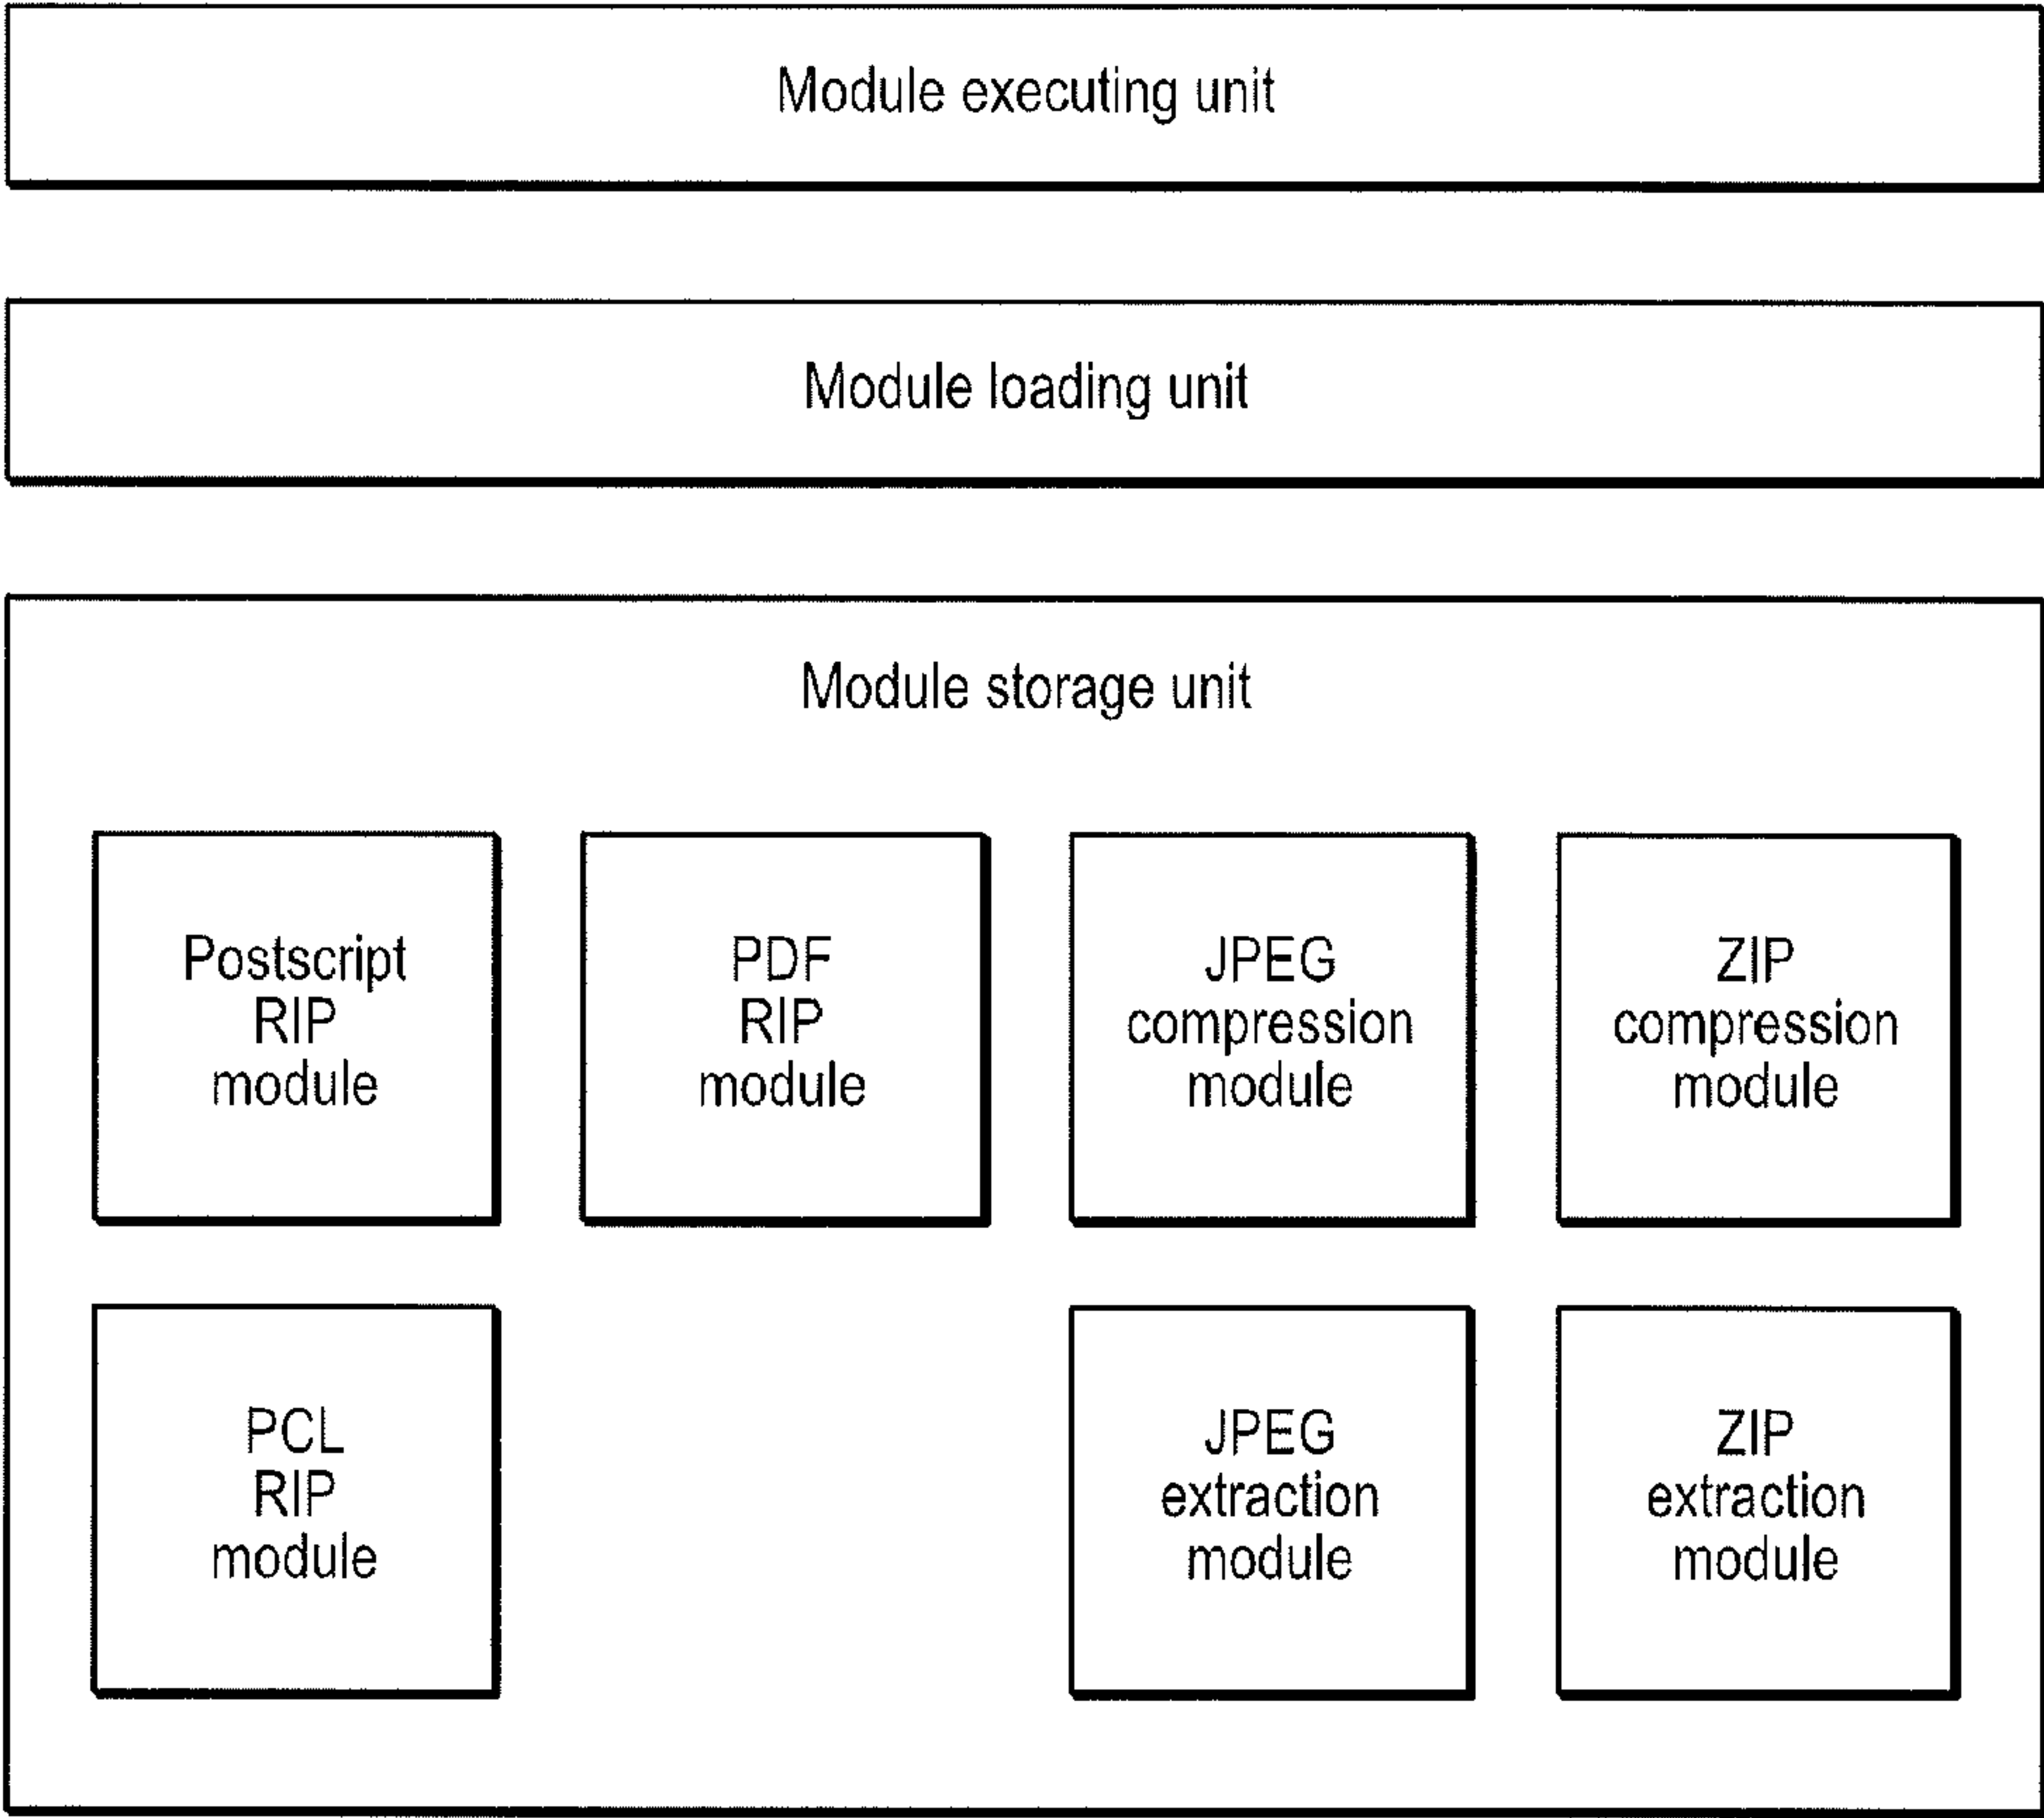 Module executing unit
Module loading unit
Module storage unit
Postscript
RIP
module
PDF
RIP
module
JPEG
compression
module
ZIP
compression
module
PCL
RIP
module
JPEG
extraction
module
ZIP
extraction
module